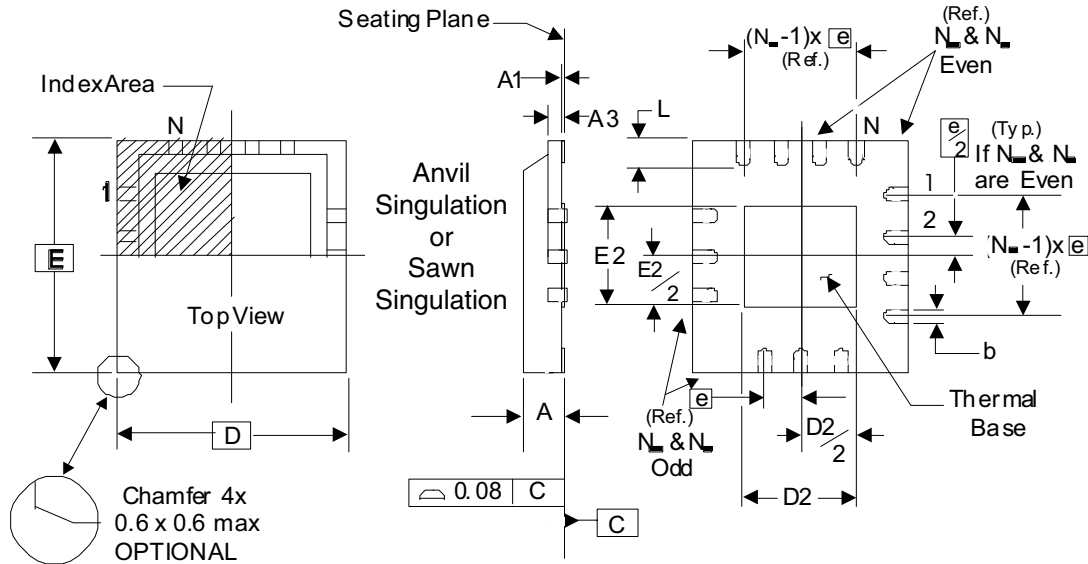 Seating Plane
(Ref.)
N & N
Even
(N -1)x e
(Ref.)
Index Area
A1
A3
L
N
N
e/2
(Typ.)
If N & N
are Even
1
1
2
Anvil
Singulation
or
Sawn
Singulation
E
E2
E2/2
(N -1)x e
(Ref.)
Top View
b
A
e
(Ref.)
N & N
Odd
D2/2
Thermal
Base
D
D2
Chamfer 4x
0.6 x 0.6 max
OPTIONAL
0.08 C
C